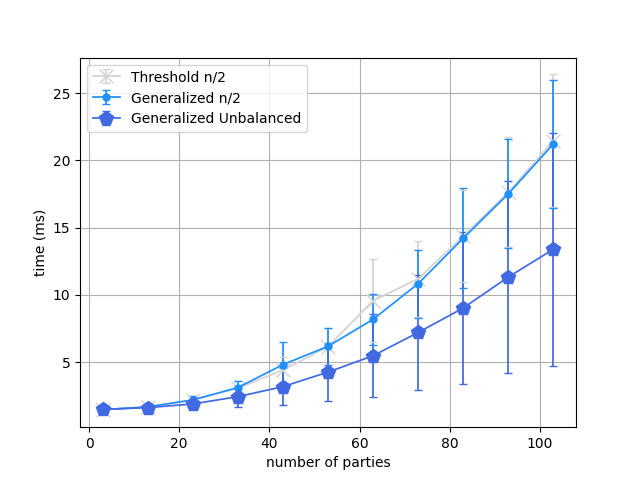 Threshold n/2
Generalized n/2
Generalized Unbalanced
25
20
15
10
5
time (ms)
0 20 40 60 80 100
number of parties